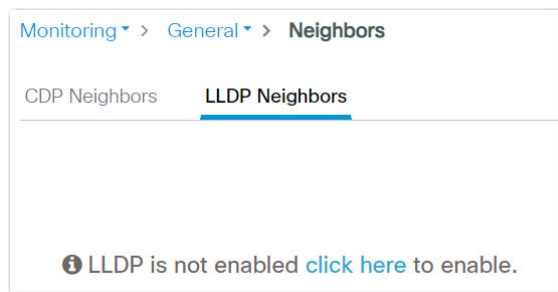 Monitoring > General > Neighbors
CDP Neighbors LLDP Neighbors
LLDP is not enabled click here to enable.